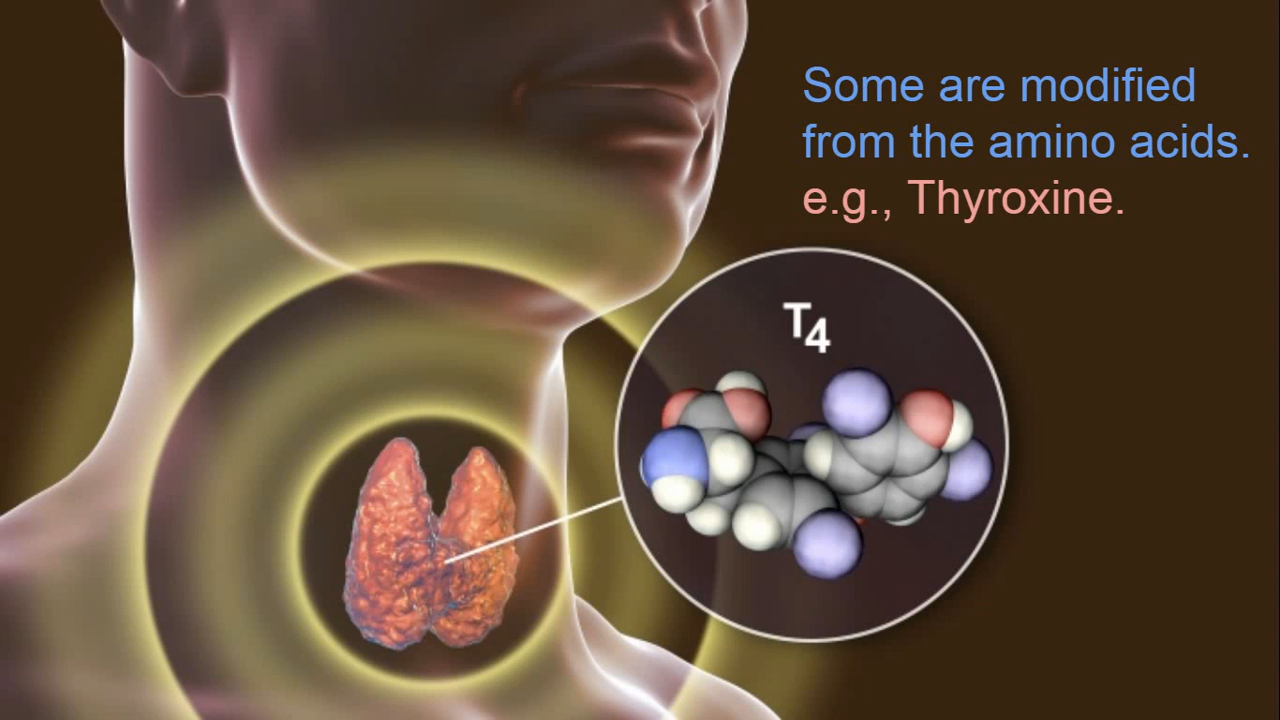 Some are modified
from the amino acids.
e.g., Thyroxine.
T4